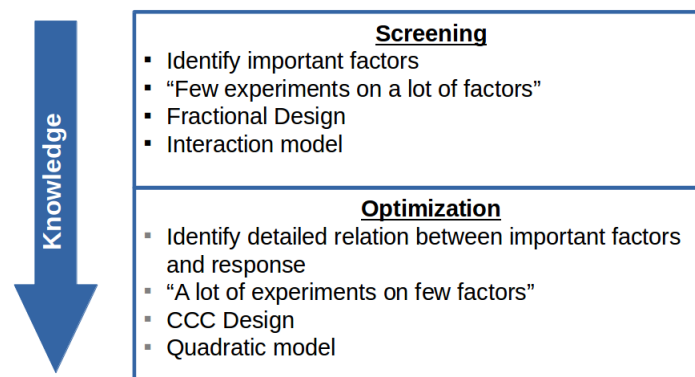 Knowledge
Screening
▪ Identify important factors
▪ “Few experiments on a lot of factors”
▪ Fractional Design
▪ Interaction model
Optimization
▪ Identify detailed relation between important factors
and response
▪ “A lot of experiments on few factors”
▪ CCC Design
▪ Quadratic model